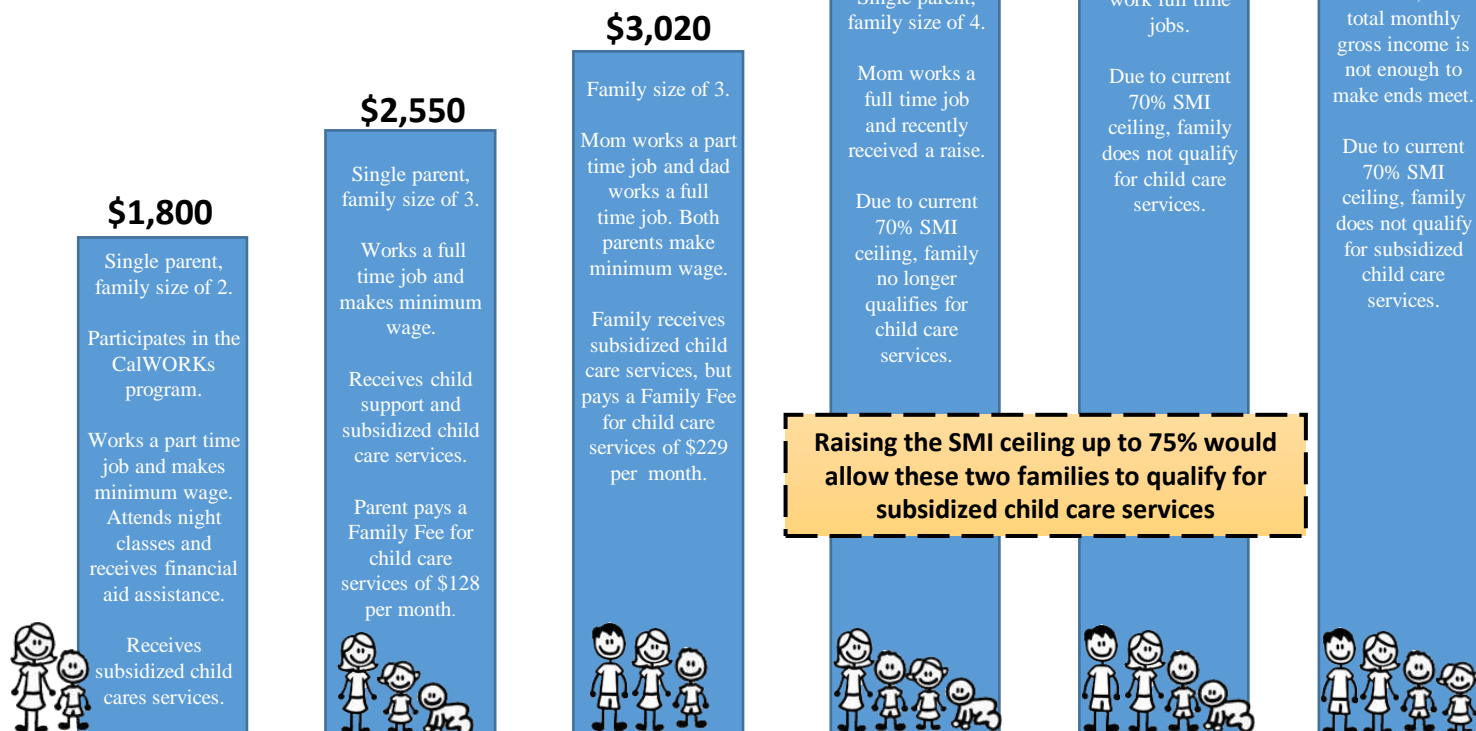 $1,800
Single parent,
family size of 2.
Participates in the
CalWORKs
program.
Works a part time
job and makes
minimum wage.
Attends night
classes and
receives financial
aid assistance.
Receives
subsidized child
cares services.
$2,550
Single parent,
family size of 3.
Works a full
time job and
makes minimum
wage.
Receives child
support and
subsidized child
care services.
Parent pays a
Family Fee for
child care
services of $128
per month.
$3,020
Family size of 3.
Mom works a part
time job and dad
works a full
time job. Both
parents make
minimum wage.
Family receives
subsidized child
care services, but
pays a Family Fee
for child care
services of $229
per month.
Single parent,
family size of 4.
Mom works a
full time job
and recently
received a raise.
Due to current
70% SMI
ceiling, family
no longer
qualifies for
child care
services.
work full time
jobs.
Due to current
70% SMI
ceiling, family
does not qualify
for child care
services.
total monthly
gross income is
not enough to
make ends meet.
Due to current
70% SMI
ceiling, family
does not qualify
for subsidized
child care
services.
Raising the SMI ceiling up to 75% would
allow these two families to qualify for
subsidized child care services